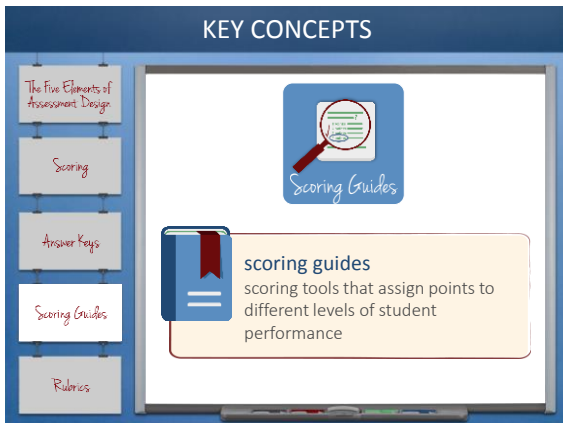 KEY CONCEPTS
The Five Elements of
Assessment Design
Scoring
Answer Keys
Scoring Guides
Rubrics
Scoring Guides
scoring guides
scoring tools that assign points to
different levels of student
performance